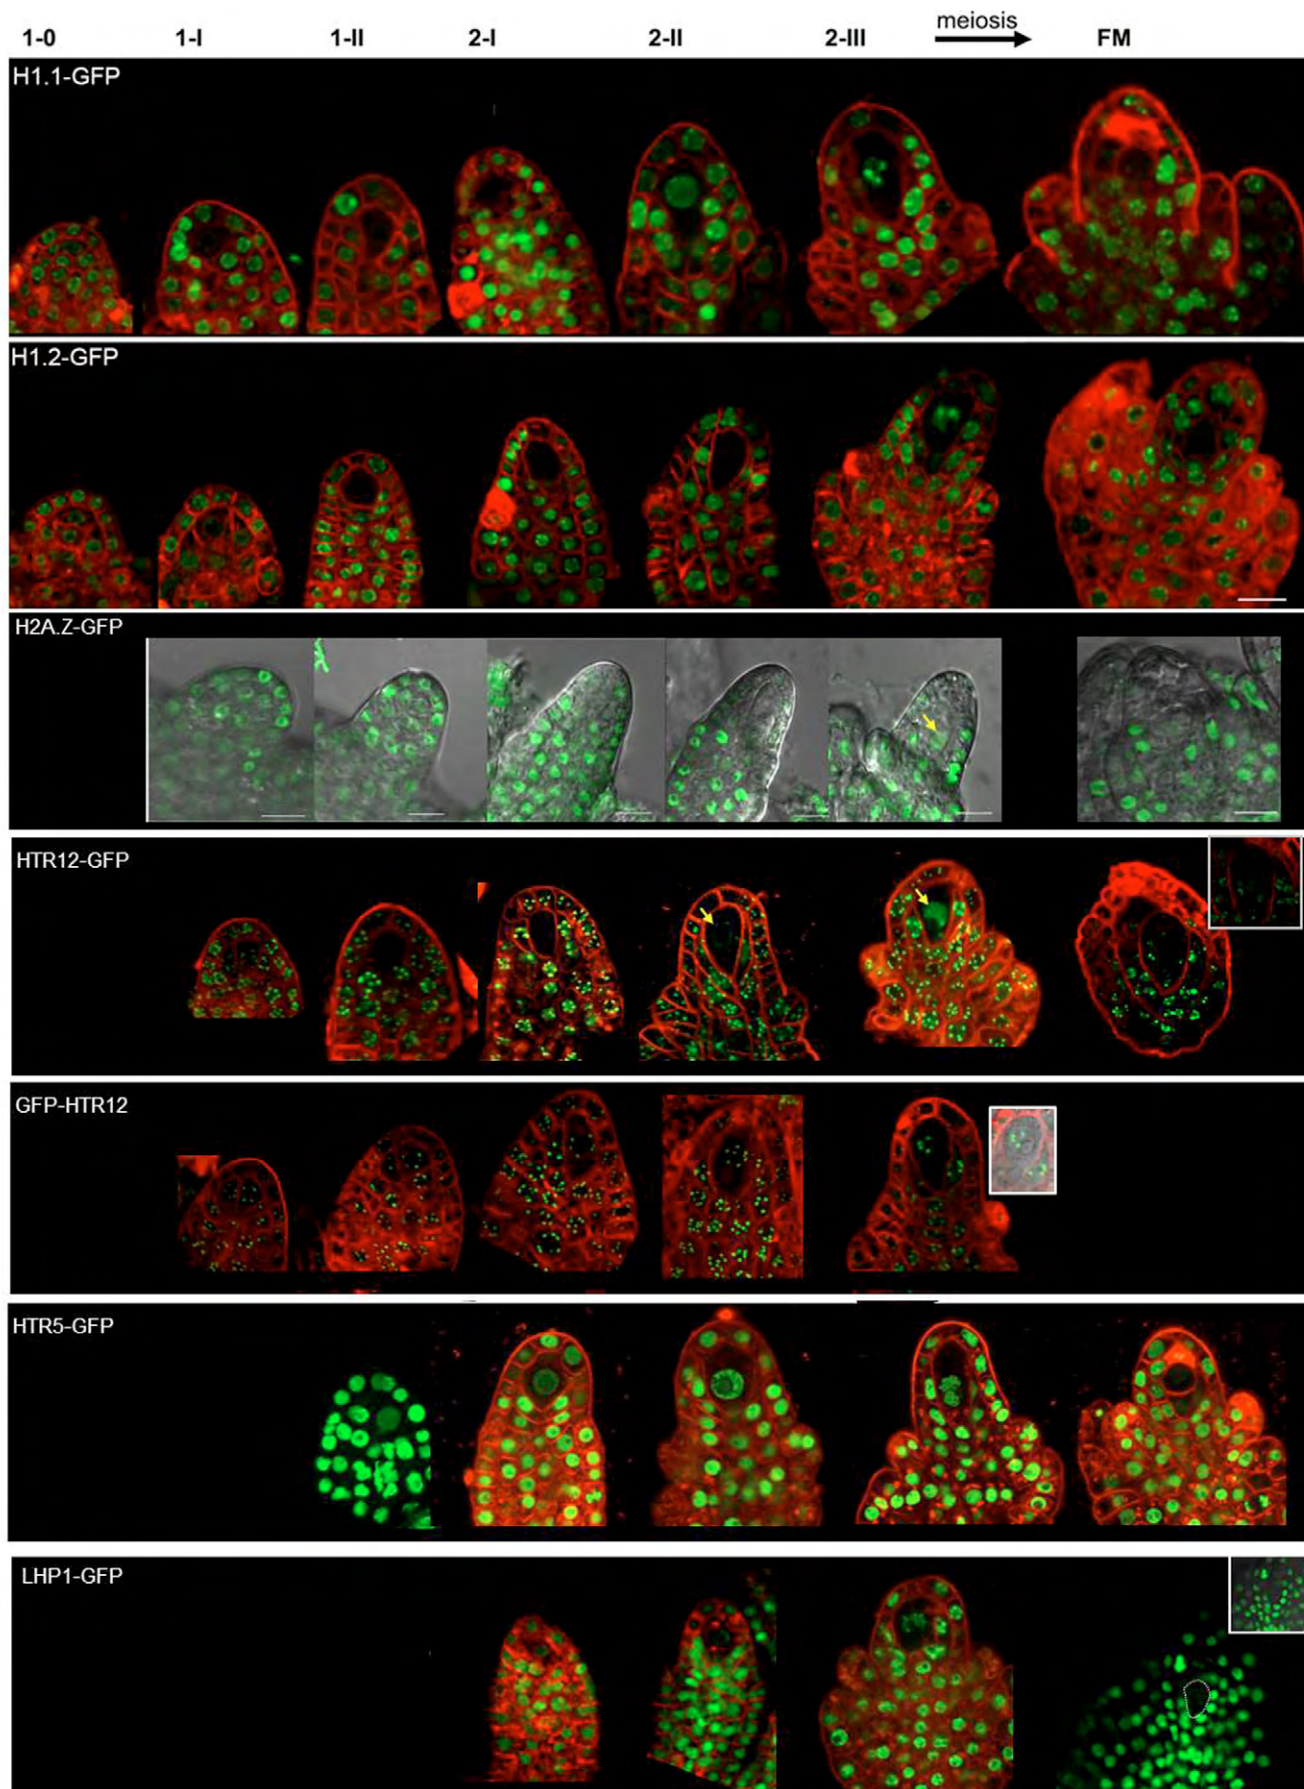 1-0 1-I 1-II 2-I 2-II 2-III meiosis FM
H1.1-GFP
H1.2-GFP
H2A.Z-GFP
HTR12-GFP
GFP-HTR12
HTR5-GFP
LHP1-GFP